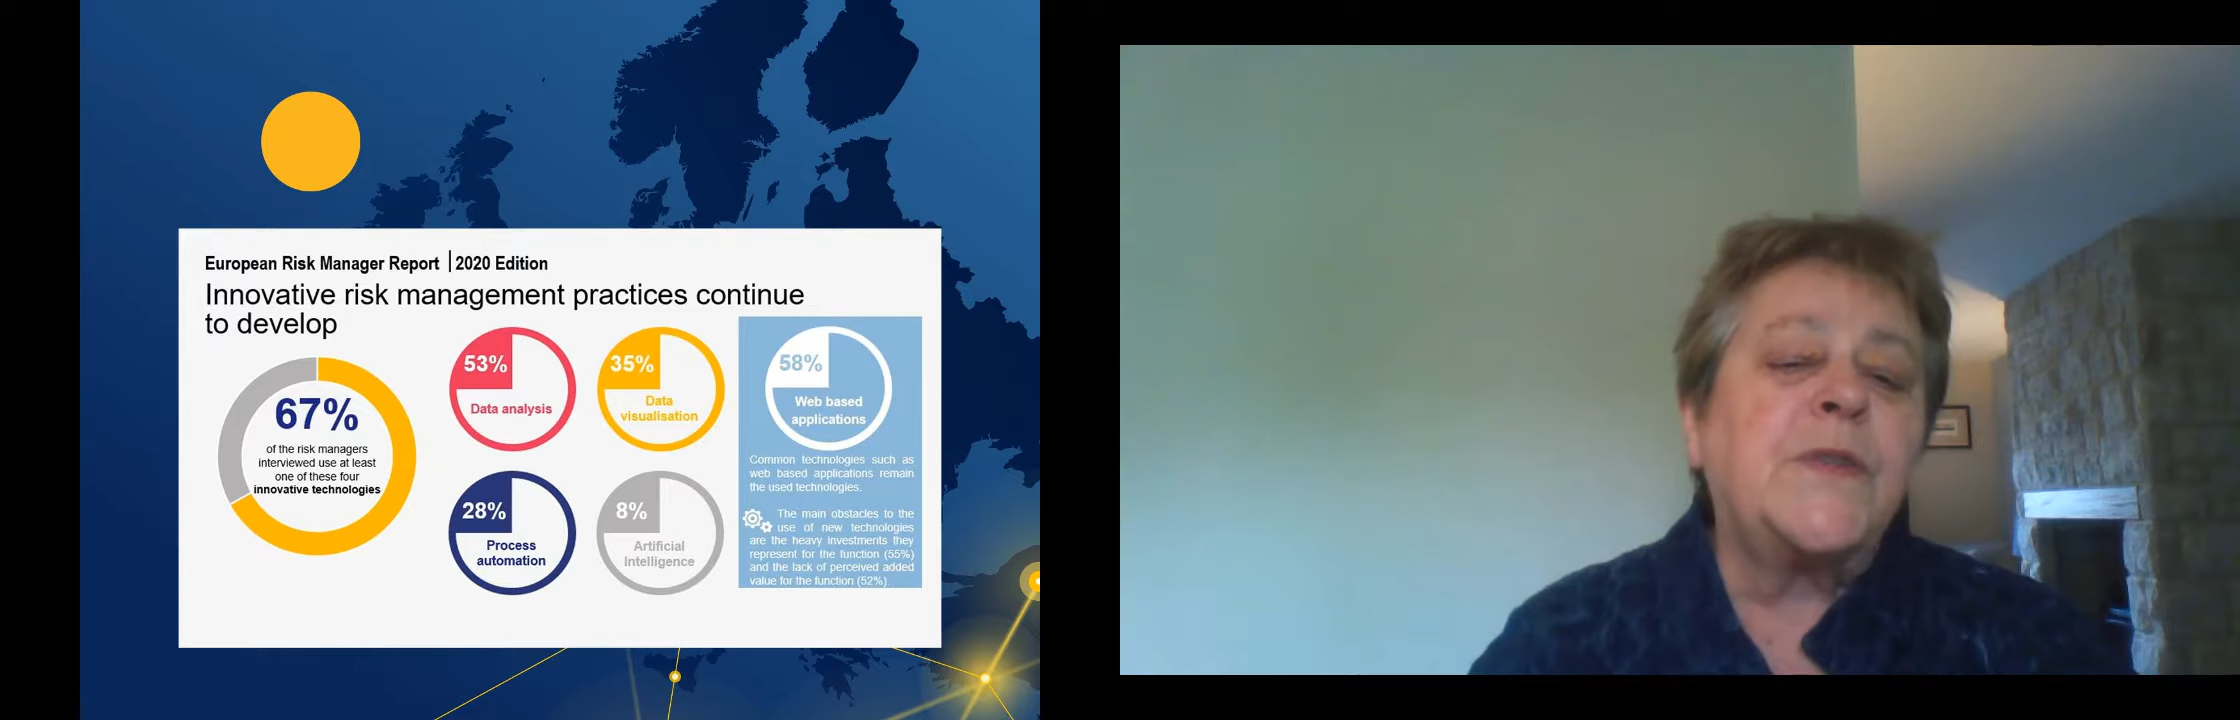 European Risk Manager Report | 2020 Edition
Innovative risk management practices continue
to develop
67%
of the risk managers
interviewed use at least
one of these four
innovative technologies
53%
Data analysis
35%
Data
visualisation
28%
Process
automation
8%
Artificial
Intelligence
58%
Web based
applications
Common technologies such as
web based applications remain
the used technologies.
The main obstacles to the
use of new technologies
are the heavy investments they
represent for the function (55%)
and the lack of perceived added
value for the function (52%).